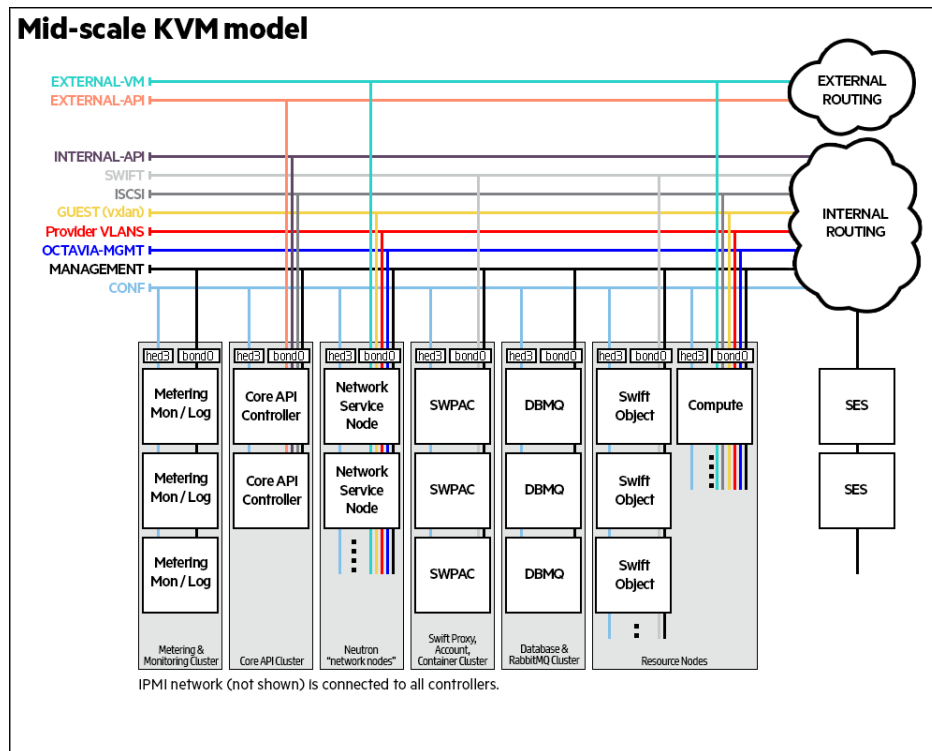 Mid-scale KVM model
EXTERNAL-VM
EXTERNAL-API
EXTERNAL
ROUTING
INTERNAL-API
SWIFT
ISCSI
GUEST (vxlan)
Provider VLANS
OCTAVIA-MGMT
MANAGEMENT
CONF
INTERNAL
ROUTING
hed3 bond0
hed3 bond0
hed3 bond0
hed3 bond0
hed3 bond0
hed3 bond0
hed3 bond0
Metering
Mon / Log
Metering
Mon / Log
Metering
Mon / Log
Metering &
Monitoring Cluster
Core API
Controller
Core API
Controller
Core API Cluster
Network
Service
Node
Network
Service
Node
Neutron
"network nodes"
SWPAC
SWPAC
SWPAC
Swift Proxy,
Account,
Container Cluster
DBMQ
DBMQ
DBMQ
Database &
RabbitMQ Cluster
Swift
Object
Swift
Object
Swift
Object
Compute
Resource Nodes
SES
SES
IPMI network (not shown) is connected to all controllers.